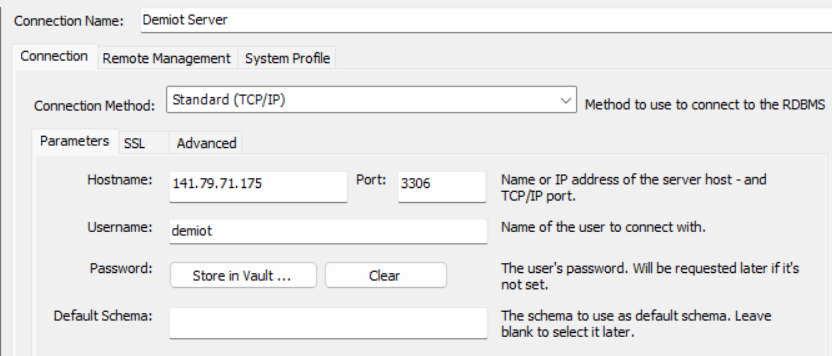 Connection Name: Demiot Server
Connection Remote Management System Profile
Connection Method: Standard (TCP/IP) Method to use to connect to the RDBMS
Parameters SSL Advanced
Hostname: 141.79.71.175 Port: 3306 Name or IP address of the server host - and
TCP/IP port.
Username: demiot Name of the user to connect with.
Password: Store in Vault ... Clear The user's password. Will be requested later if it's
not set.
Default Schema: The schema to use as default schema. Leave
blank to select it later.